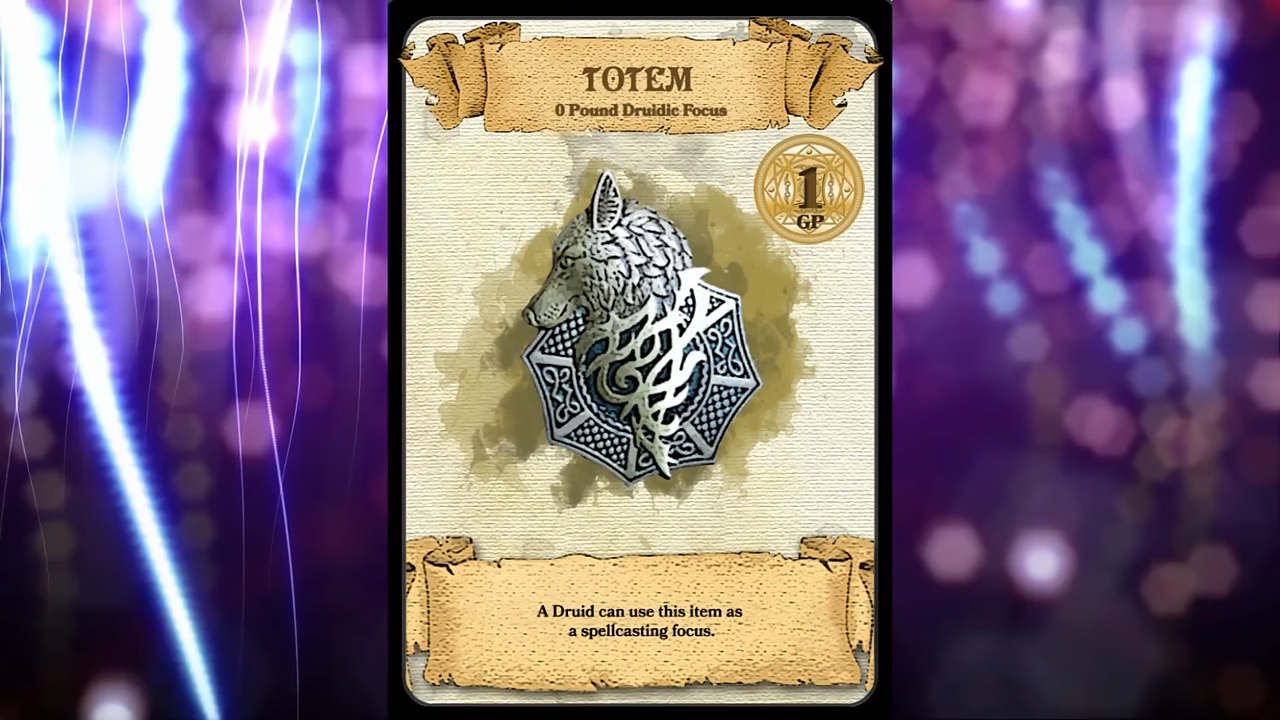 TOTEM
0 Pound Druidic Focus
1
GP
A Druid can use this item as
a spellcasting focus.